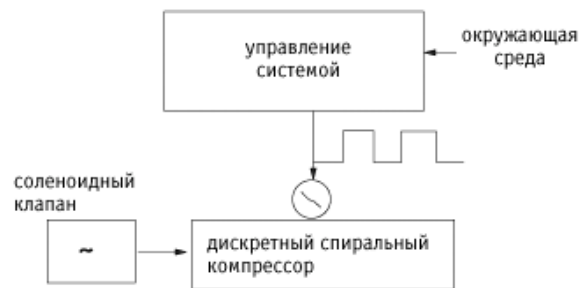 управление
системой
окружающая
среда
соленоидный
клапан
~
дискретный спиральный
компрессор